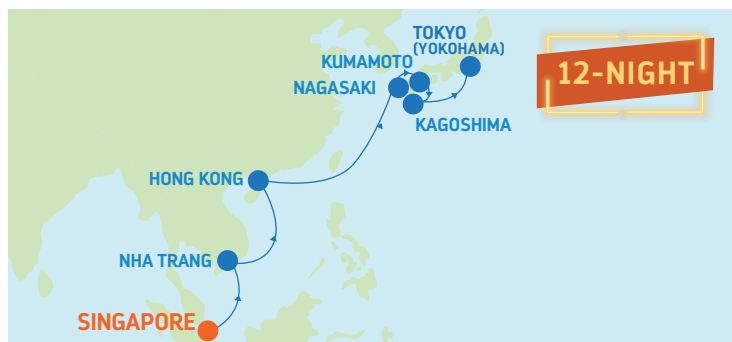 TOKYO
(YOKOHAMA)
12-NIGHT
KUMAMOTO
NAGASAKI
KAGOSHIMA
HONG KONG
NHA TRANG
SINGAPORE